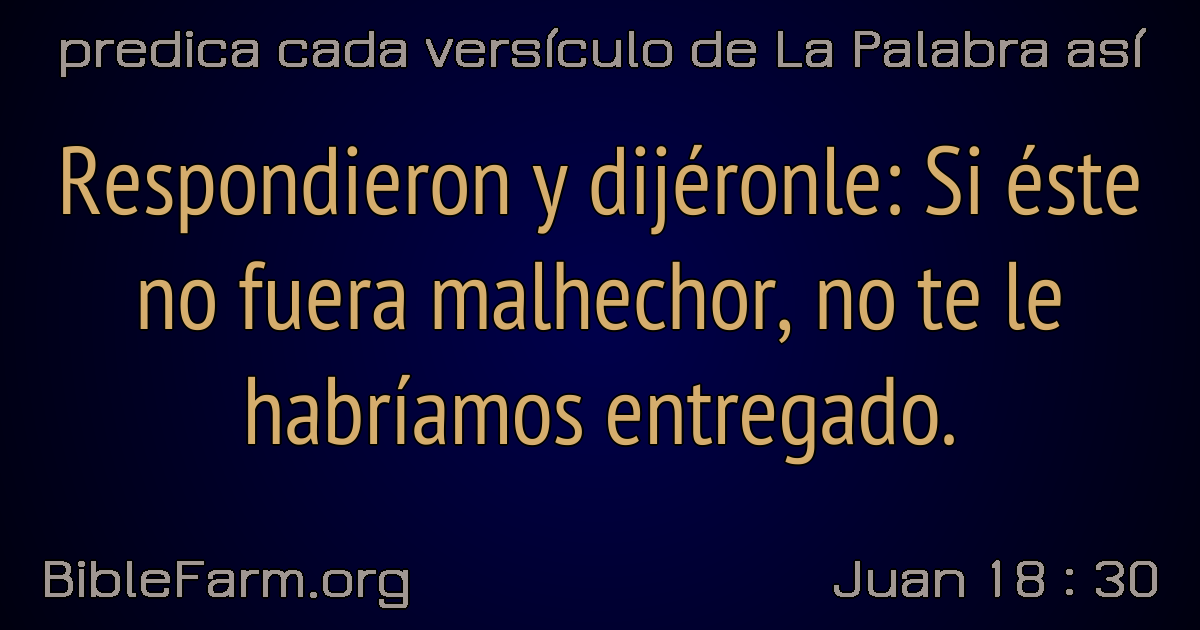 predica cada versículo de La Palabra así
Respondieron y dijéronle: Si éste
no fuera malhechor, no te le
habríamos entregado.
BibleFarm.org
Juan 18 : 30